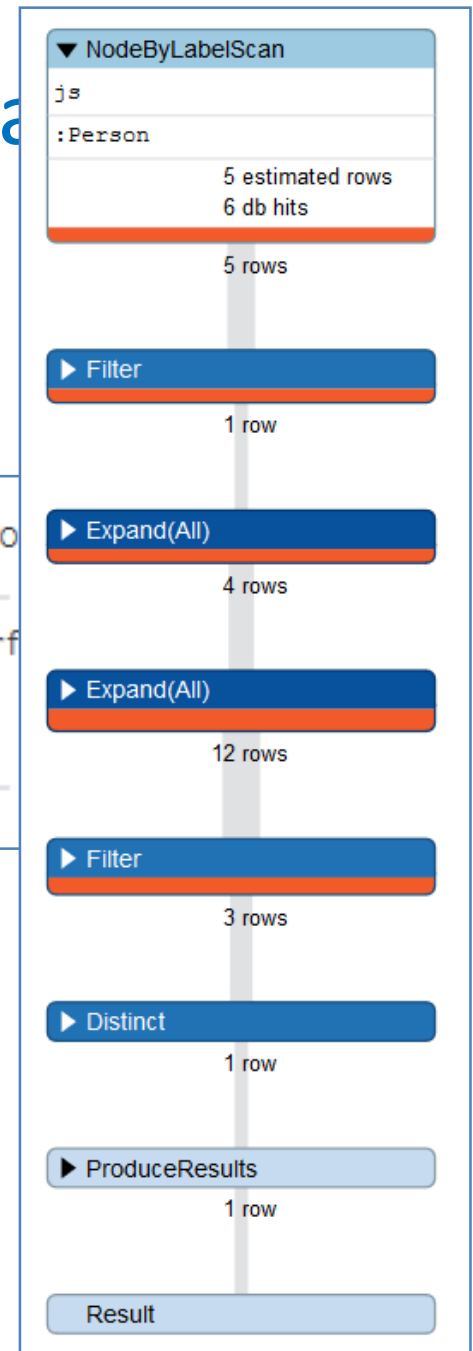 NodeByLabelScan
js
:Person
5 estimated rows
6 db hits
5 rows
Filter
1 row
Expand(All)
4 rows
Expand(All)
12 rows
Filter
3 rows
Distinct
1 row
ProduceResults
1 row
Result